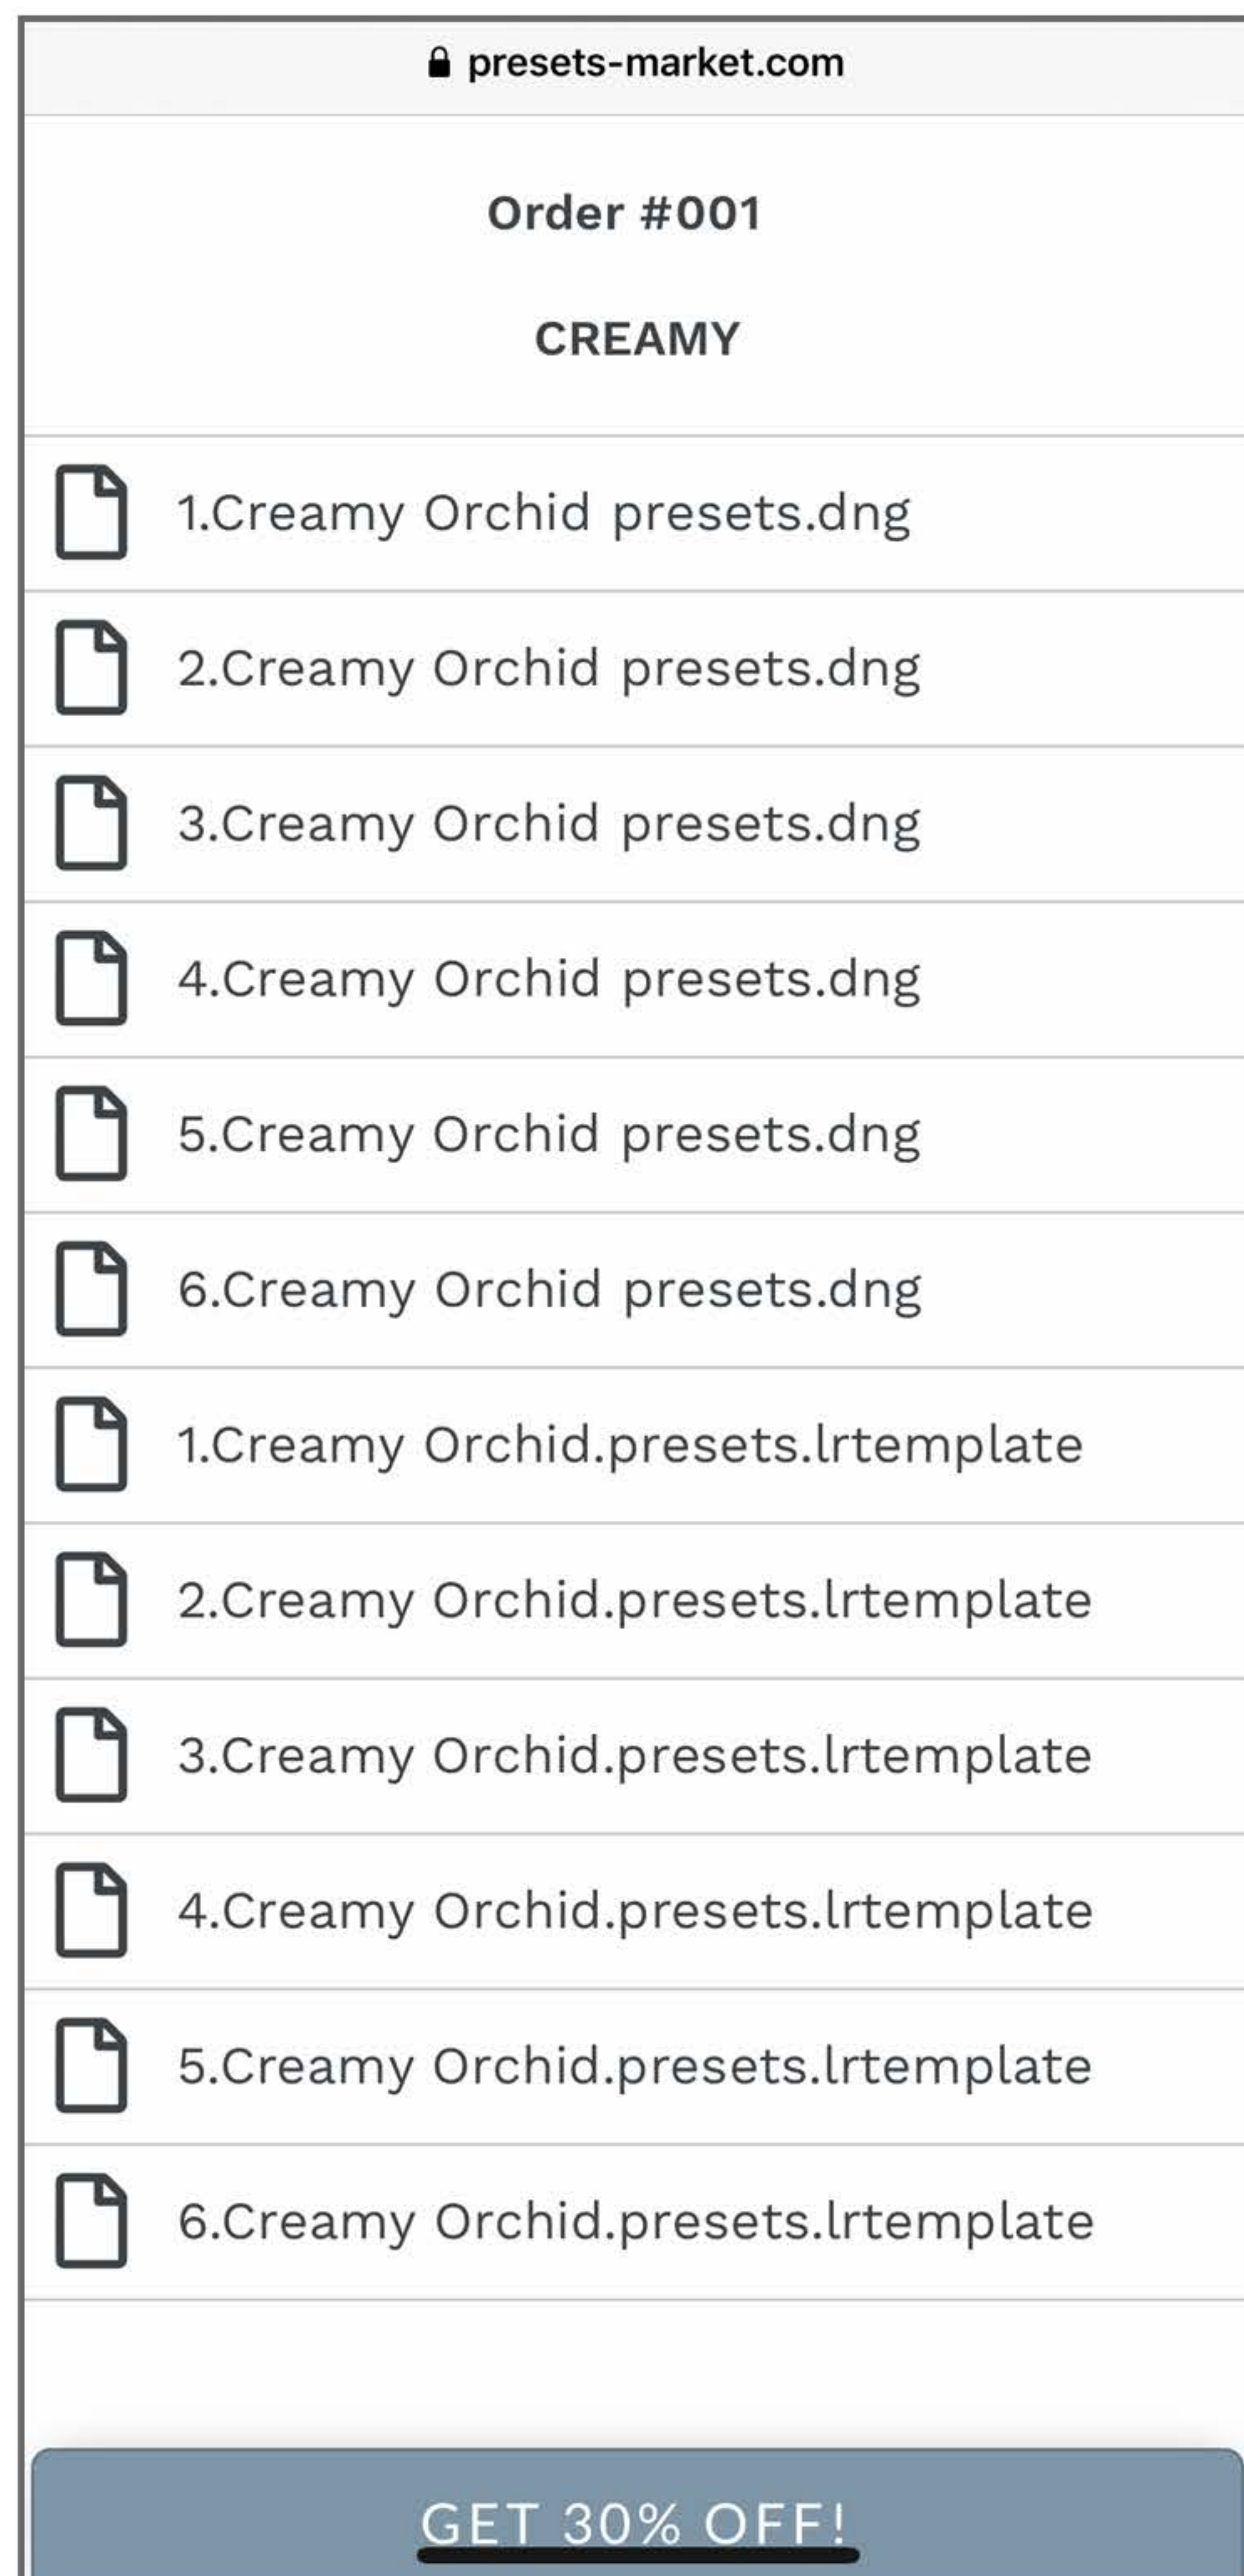 presets-market.com
Order #001
CREAMY
1.Creamy Orchid presets.dng
2.Creamy Orchid presets.dng
3.Creamy Orchid presets.dng
4.Creamy Orchid presets.dng
5.Creamy Orchid presets.dng
6.Creamy Orchid presets.dng
1.Creamy Orchid.presets.lrtemplate
2.Creamy Orchid.presets.lrtemplate
3.Creamy Orchid.presets.lrtemplate
4.Creamy Orchid.presets.lrtemplate
5.Creamy Orchid.presets.lrtemplate
6.Creamy Orchid.presets.lrtemplate
GET 30% OFF!